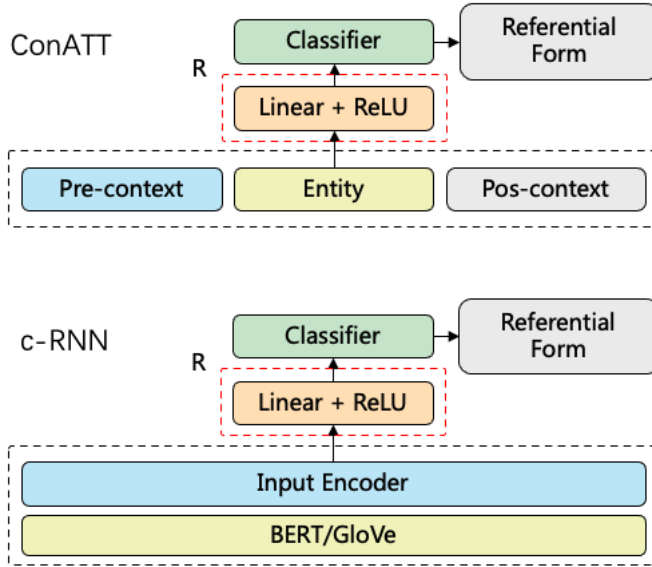 ConATT
Classifier
Referential
Form
R
Linear + ReLU
Pre-context
Entity
Pos-context
c-RNN
Classifier
Referential
Form
R
Linear + ReLU
Input Encoder
BERT/GloVe